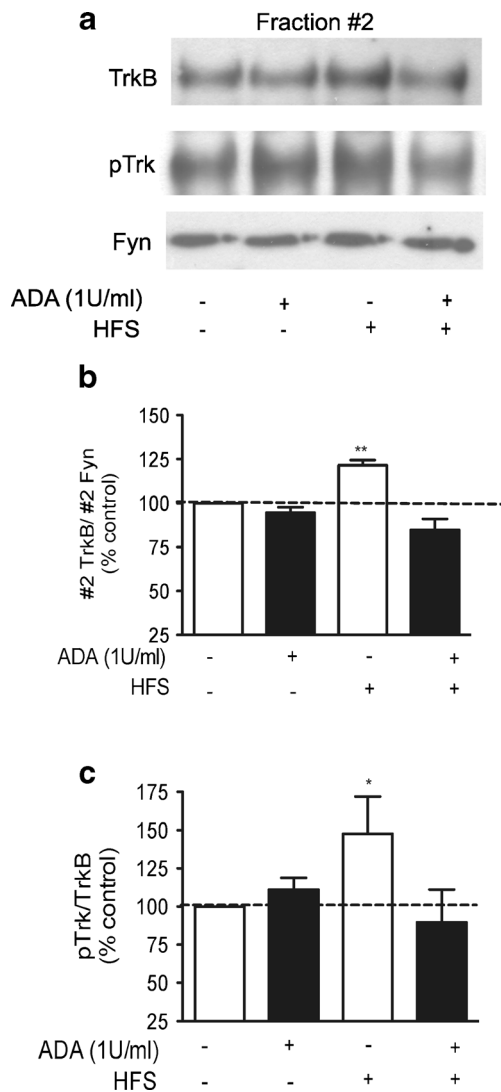 a
Fraction #2
TrkB
pTrk
Fyn
ADA (1U/ml) - + - +
HFS - - + +
b
#2 TrkB/ #2 Fyn
(% control)
150
125
100
75
50
25
**
ADA (1U/ml) - + - +
HFS - - + +
c
pTrk/TrkB
(% control)
175
150
125
100
75
50
25
*
ADA (1U/ml) - + - +
HFS - - + +